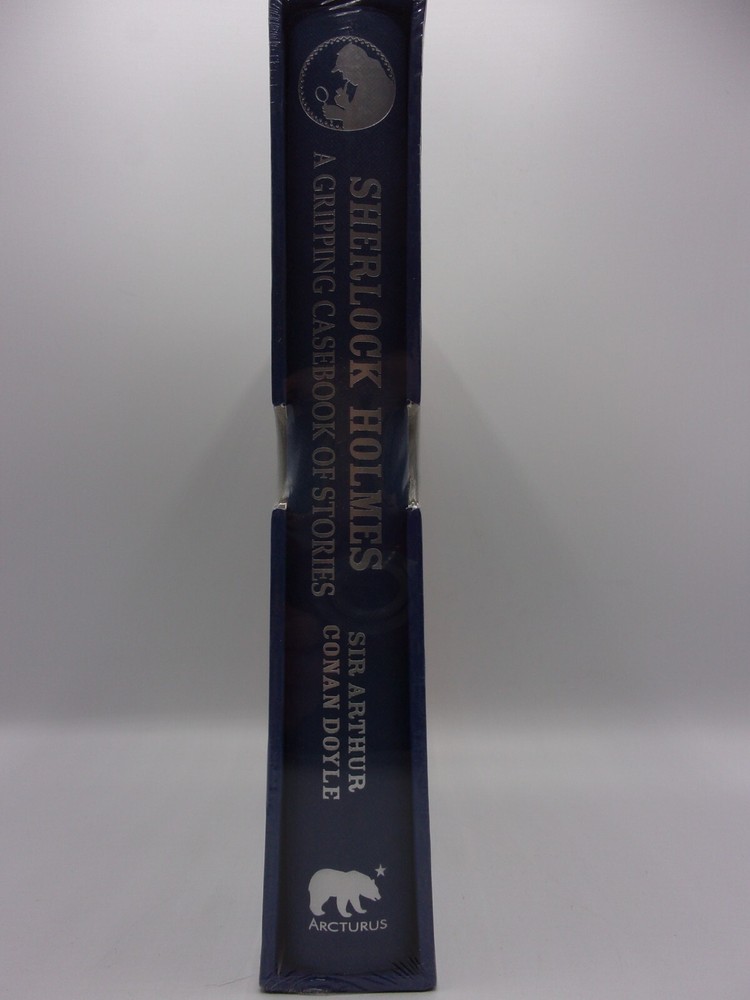 SHERLOCK HOLMES
A GRIPPING CASEBOOK OF STORIES
SIR ARTHUR
CONAN DOYLE
ARCTURUS